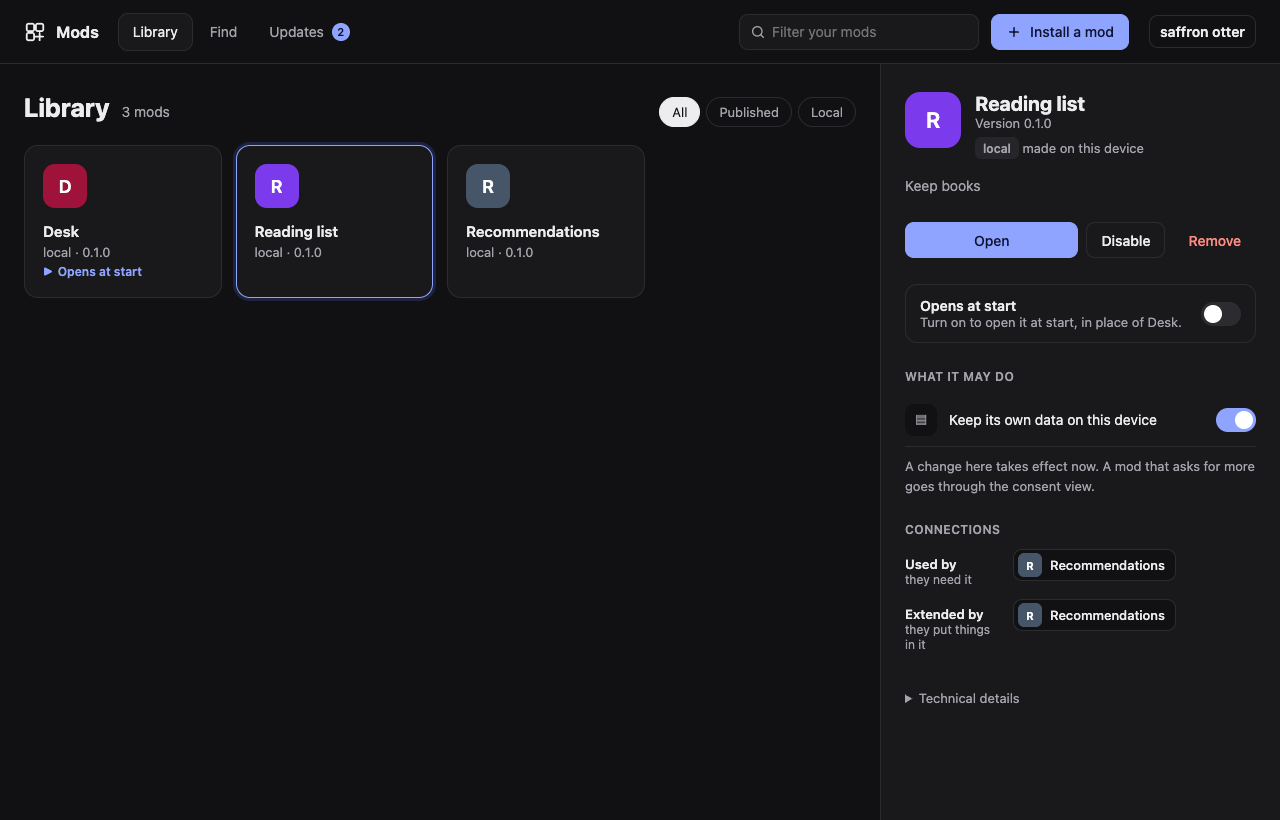 Mods
Library
Find
Updates 2
Filter your mods
+ Install a mod
saffron otter
Library 3 mods
All
Published
Local
D
Desk
local · 0.1.0
▶ Opens at start
R
Reading list
local · 0.1.0
R
Recommendations
local · 0.1.0
R
Reading list
Version 0.1.0
local made on this device
Keep books
Open
Disable
Remove
Opens at start
Turn on to open it at start, in place of Desk.
WHAT IT MAY DO
Keep its own data on this device
A change here takes effect now. A mod that asks for more
goes through the consent view.
CONNECTIONS
Used by
they need it
R Recommendations
Extended by
they put things
in it
R Recommendations
▶ Technical details